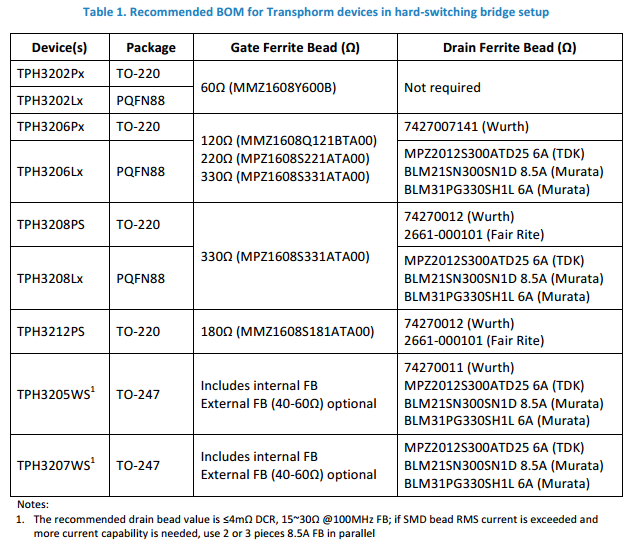 Table 1. Recommended BOM for Transphorm devices in hard-switching bridge setup
Device(s) Package Gate Ferrite Bead (Ω) Drain Ferrite Bead (Ω)
TPH3202Px TO-220 60Ω (MMZ1608Y600B) Not required
TPH3202Lx PQFN88
TPH3206Px TO-220 120Ω (MMZ1608Q121BTA00) 7427007141 (Wurth)
220Ω (MPZ1608S221ATA00)
330Ω (MPZ1608S331ATA00)
TPH3206Lx PQFN88 MPZ2012S300ATD25 6A (TDK)
BLM21SN300SN1D 8.5A (Murata)
BLM31PG330SH1L 6A (Murata)
TPH3208PS TO-220 330Ω (MPZ1608S331ATA00) 74270012 (Wurth)
2661-000101 (Fair Rite)
TPH3208Lx PQFN88 MPZ2012S300ATD25 6A (TDK)
BLM21SN300SN1D 8.5A (Murata)
BLM31PG330SH1L 6A (Murata)
TPH3212PS TO-220 180Ω (MMZ1608S181ATA00) 74270012 (Wurth)
2661-000101 (Fair Rite)
TPH3205WS1 TO-247 Includes internal FB 74270011 (Wurth)
External FB (40-60Ω) optional MPZ2012S300ATD25 6A (TDK)
BLM21SN300SN1D 8.5A (Murata)
BLM31PG330SH1L 6A (Murata)
TPH3207WS1 TO-247 Includes internal FB MPZ2012S300ATD25 6A (TDK)
External FB (40-60Ω) optional BLM21SN300SN1D 8.5A (Murata)
BLM31PG330SH1L 6A (Murata)
Notes:
1. The recommended drain bead value is ≤4mΩ DCR, 15~30Ω @100MHz FB; if SMD bead RMS current is exceeded and
more current capability is needed, use 2 or 3 pieces 8.5A FB in parallel